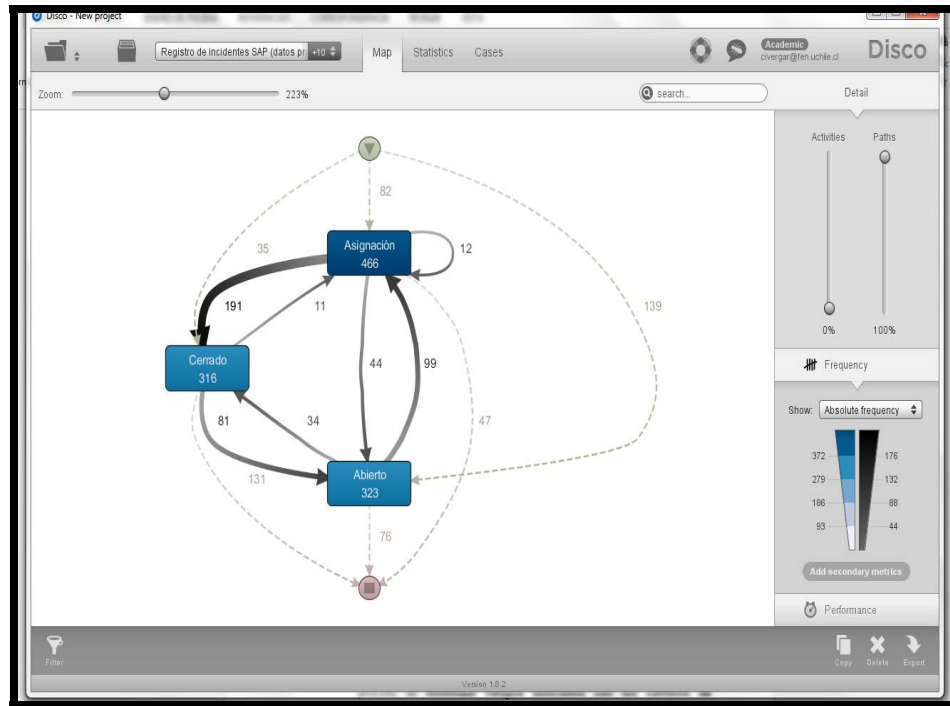 Disco - New project
Registro de incidentes SAP (datos pr +10
Map Statistics Cases
Academic
civergar@fen.uchile.cl
Disco
Zoom: 223%
search...
Detail
Activities Paths
0% 100%
Frequency
Show: Absolute frequency
372 176
279 132
186 88
93 44
Add secondary metrics
Performance
82
35
Asignación
466
12
191
11
139
Cerrado
316
44
99
81
34
47
131
Abierto
323
76
Filter
Copy Delete Export
Version 1.8.2